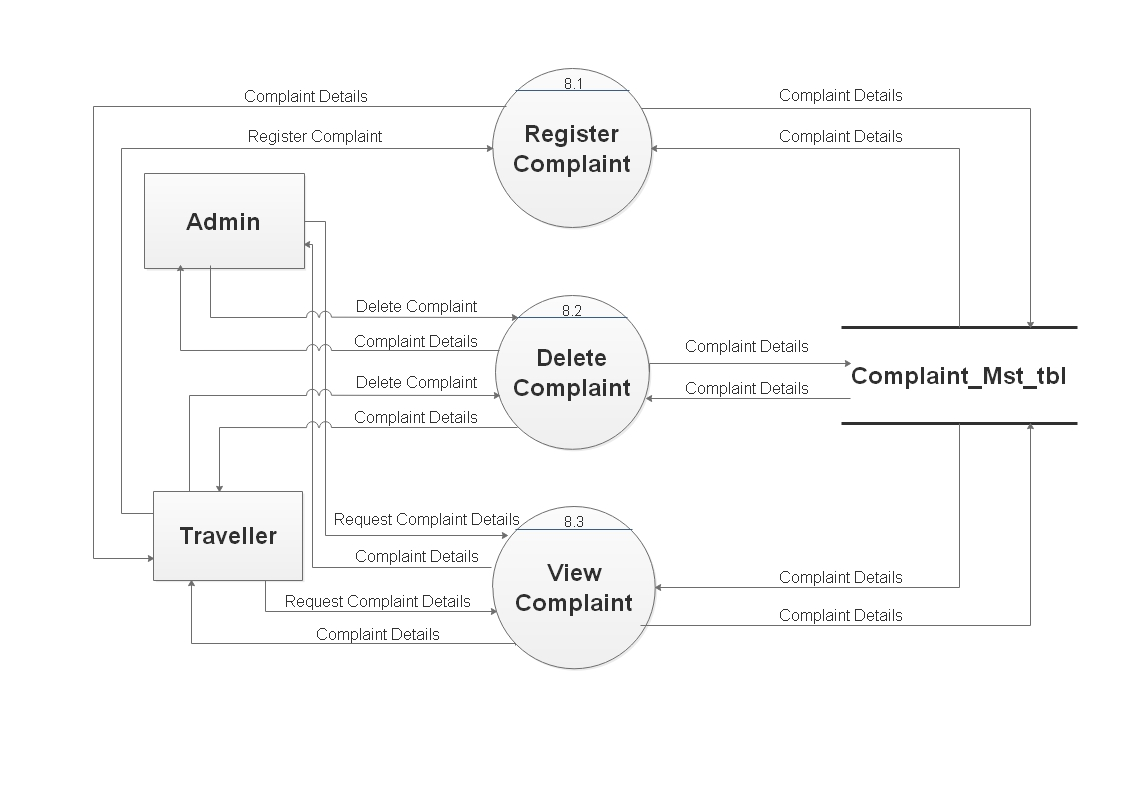 8.1
Complaint Details
Complaint Details
Register Complaint
Register
Complaint
Complaint Details
Admin
Delete Complaint
8.2
Complaint Details
Delete
Complaint
Complaint Details
Delete Complaint
Complaint Details
Complaint Details
Complaint_Mst_tbl
Request Complaint Details
8.3
Traveller
Complaint Details
View
Complaint
Complaint Details
Request Complaint Details
Complaint Details
Complaint Details